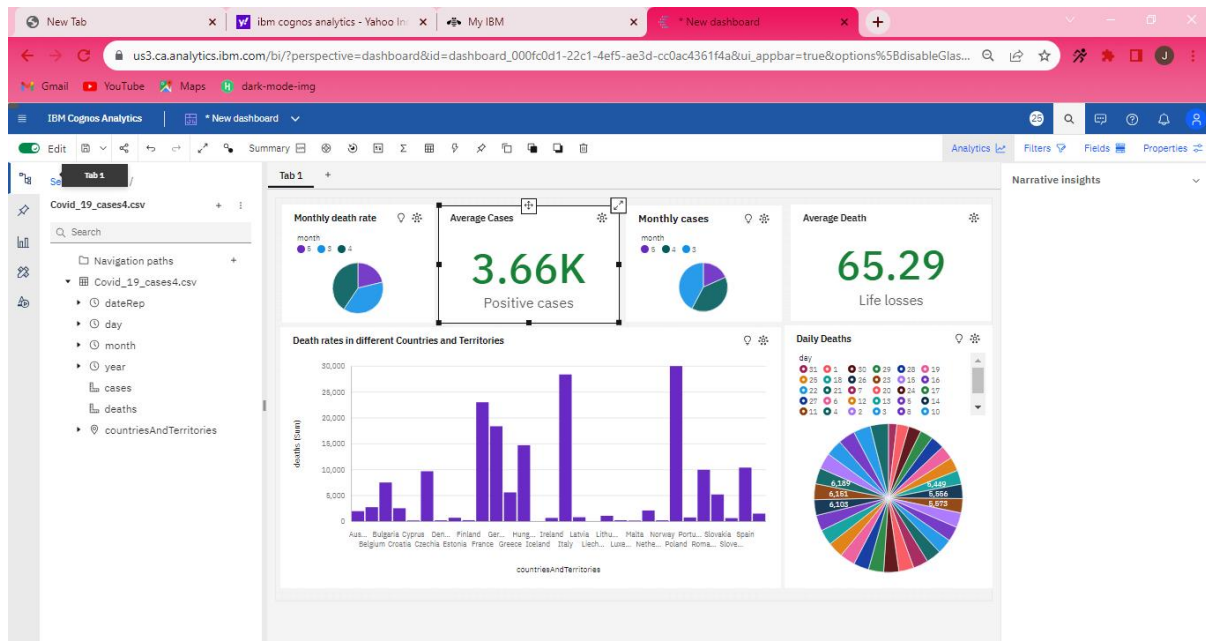 New Tab
ibm cognos analytics - Yahoo In
My IBM
* New dashboard
us3.ca.analytics.ibm.com/bi/?perspective=dashboard&id=dashboard_000fc0d1-22c1-4ef5-ae3d-cc0ac4361f4a&ui_appbar=true&options%5BdisableGlas...
J
Gmail YouTube Maps dark-mode-img
IBM Cognos Analytics * New dashboard 25
Edit Summary Analytics Filters Fields Properties
Tab 1
Tab 1 +
Narrative insights
Covid_19_cases4.csv
Search
Navigation paths
Covid_19_cases4.csv
dateRep
day
month
year
cases
deaths
countriesAndTerritories
Monthly death rate
month
5 3 4
Average Cases
3.66K
Positive cases
Monthly cases
month
5 4 3
Average Death
65.29
Life losses
Death rates in different Countries and Territories
deaths (Sum)
30,000
25,000
20,000
15,000
10,000
5,000
0
Aus... Bulgaria Cyprus Den... Finland Ger... Hung... Ireland Latvia Lithu... Malta Norway Portu... Slovakia Spain
Belgium Croatia Czechia Estonia France Greece Iceland Italy Liech... Luxa... Nethe... Poland Roma... Slove...
countriesAndTerritories
Daily Deaths
day
31 1 30 29 28 19
25 18 26 23 15 16
22 21 7 20 24 17
27 6 12 13 5 14
11 4 2 3 8 10
6,189
6,151
6,103
6,449
5,556
5,573